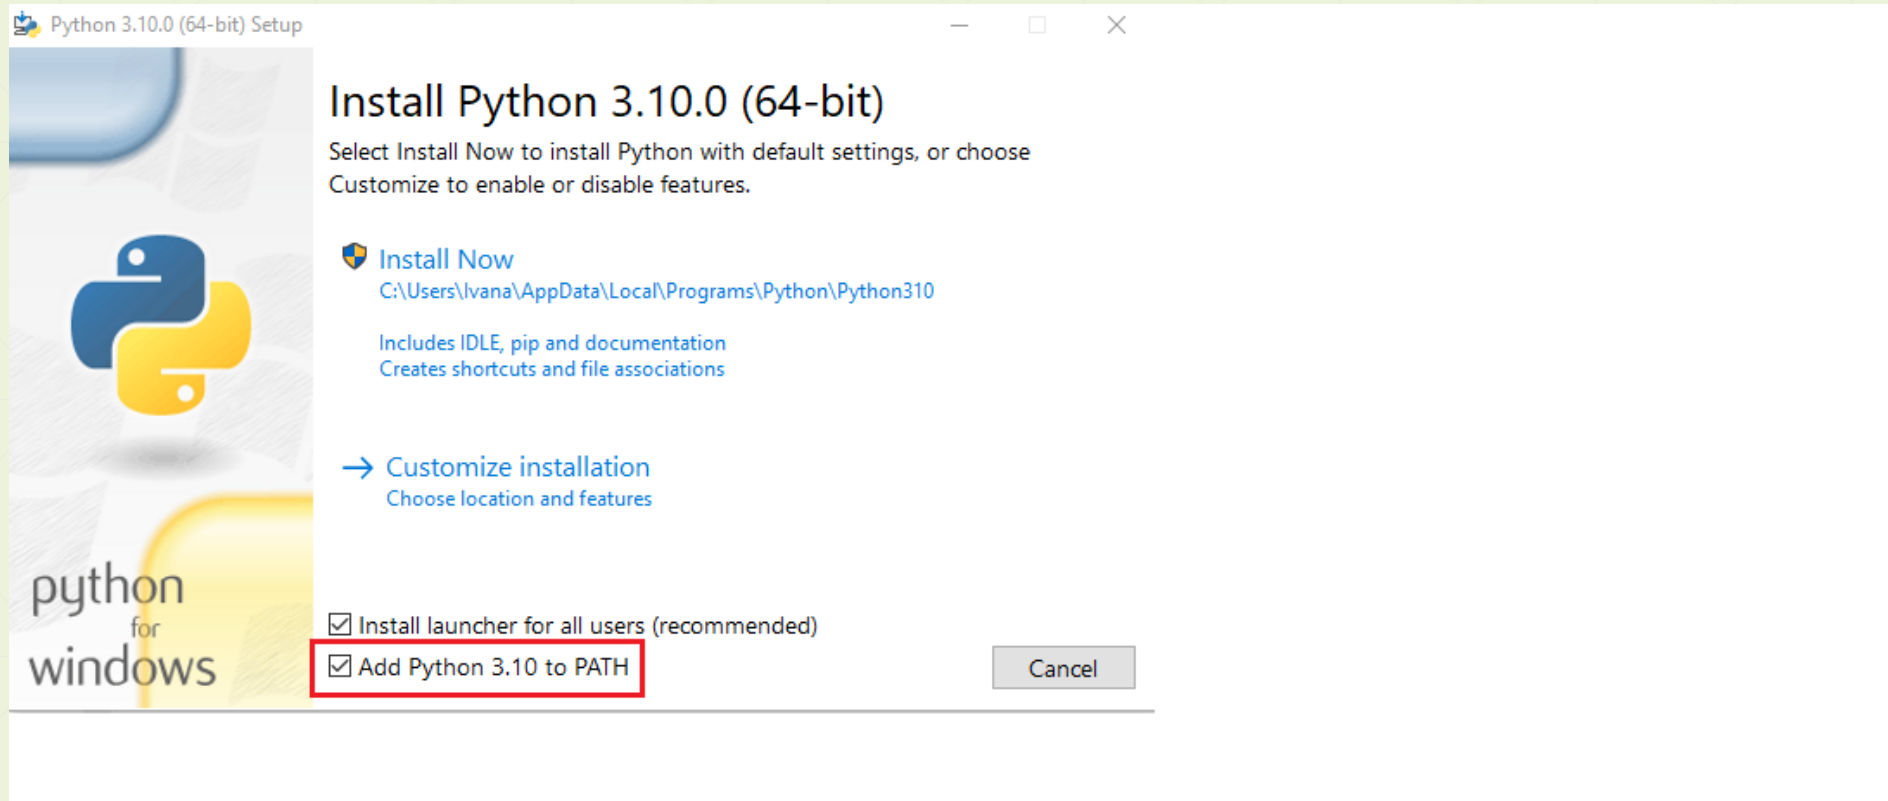 Python 3.10.0 (64-bit) Setup
Install Python 3.10.0 (64-bit)
Select Install Now to install Python with default settings, or choose
Customize to enable or disable features.
Install Now
C:\Users\Ivana\AppData\Local\Programs\Python\Python310
Includes IDLE, pip and documentation
Creates shortcuts and file associations
Customize installation
Choose location and features
python
for
windows
Install launcher for all users (recommended)
Add Python 3.10 to PATH
Cancel